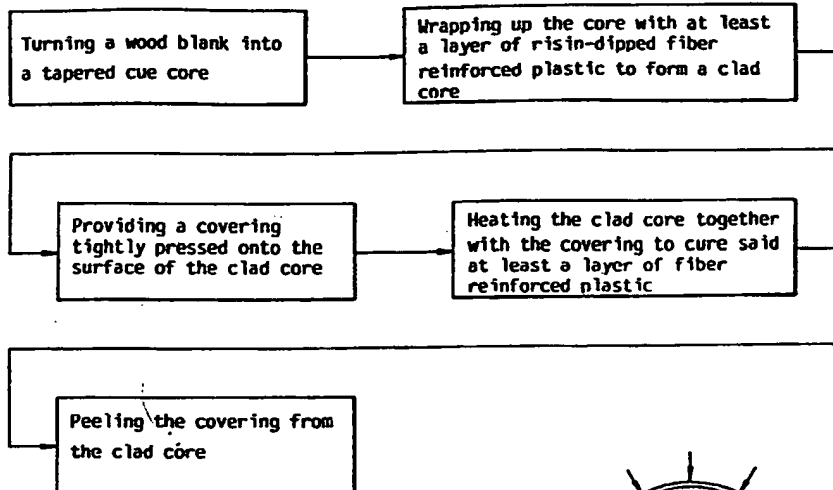 Turning a wood blank into
a tapered cue core
Wrapping up the core with at least
a layer of risin-dipped fiber
reinforced plastic to form a clad
core
Providing a covering
tightly pressed onto the
surface of the clad core
Heating the clad core together
with the covering to cure said
at least a layer of fiber
reinforced plastic
Peeling the covering from
the clad core